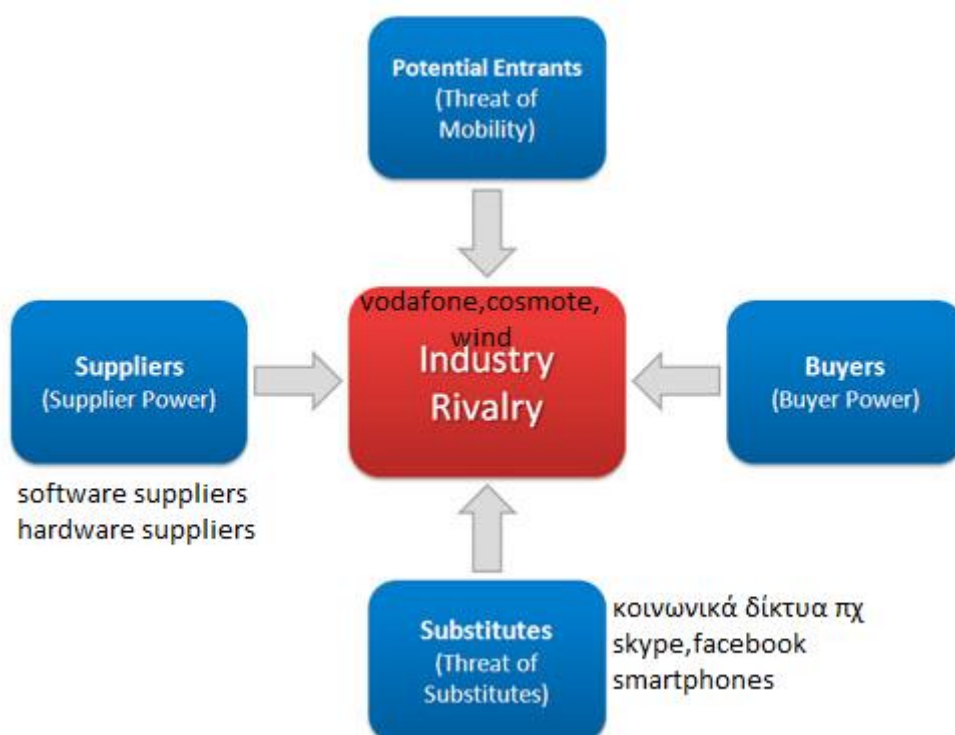 Potential Entrants
(Threat of
Mobility)
vodafone,cosmote,
wind
Industry
Rivalry
Suppliers
(Supplier Power)
software suppliers
hardware suppliers
Buyers
(Buyer Power)
Substitutes
(Threat of
Substitutes)
κοινωνικά δίκτυα πχ
skype,facebook
smartphones